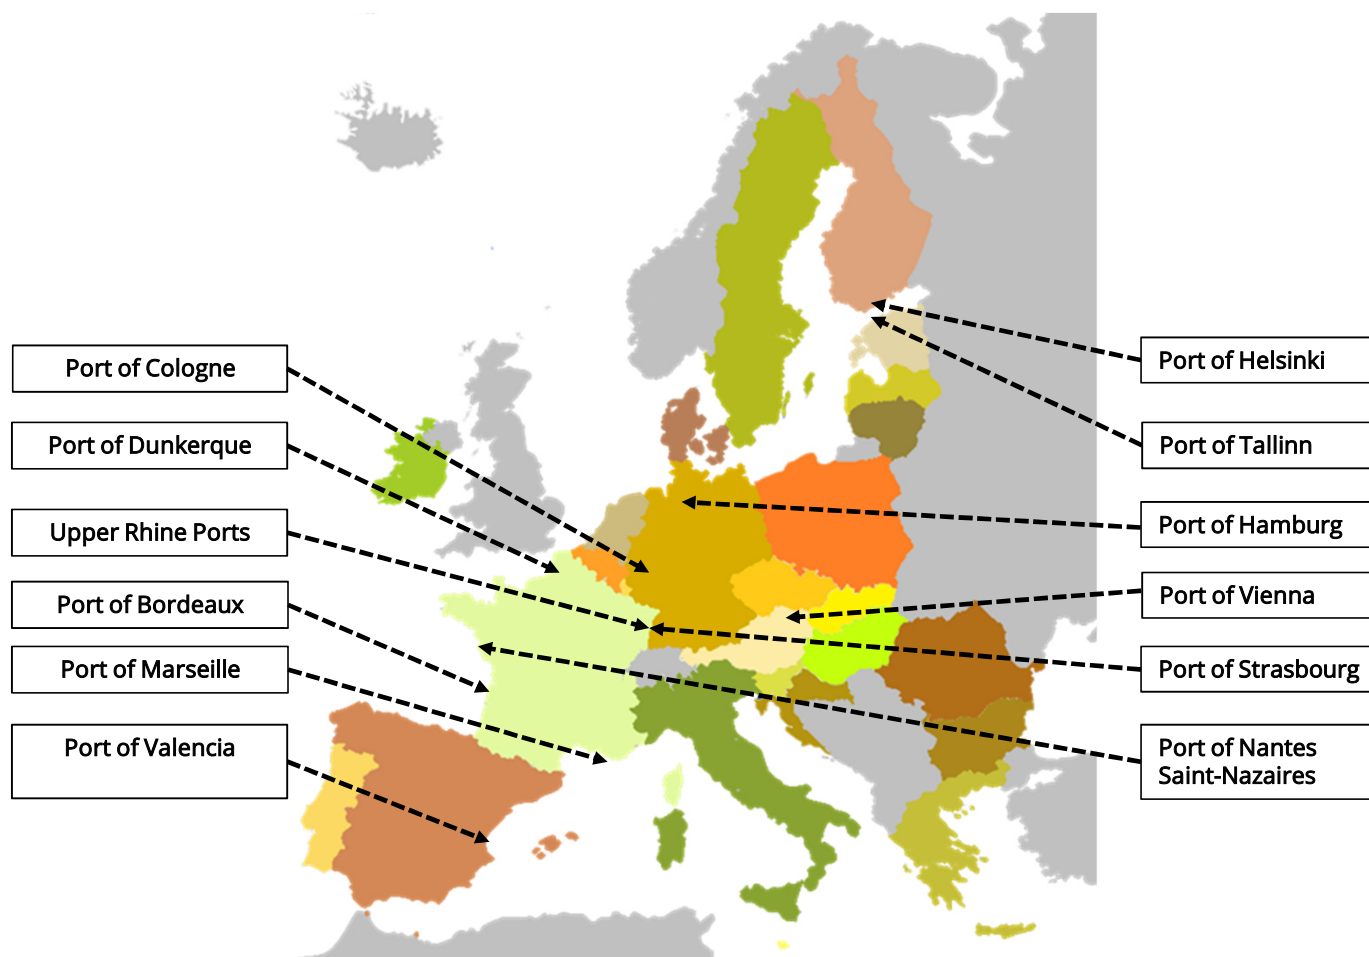 Port of Cologne
Port of Dunkerque
Upper Rhine Ports
Port of Bordeaux
Port of Marseille
Port of Valencia
Port of Helsinki
Port of Tallinn
Port of Hamburg
Port of Vienna
Port of Strasbourg
Port of Nantes
Saint-Nazaires